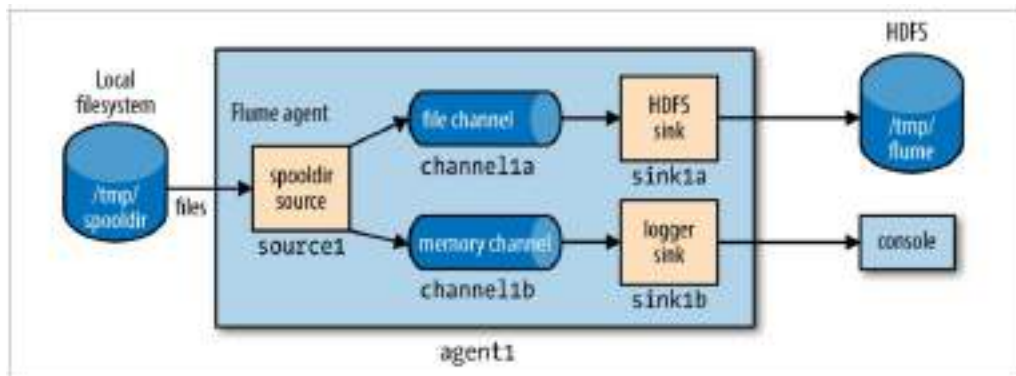 Local
filesystem
/tmp/
spooldir
files
Flume agent
spooldir
source
source1
file channel
channel1a
memory channel
channel1b
HDFS
sink
sink1a
logger
sink
sink1b
HDFS
/tmp/
flume
console
agent1